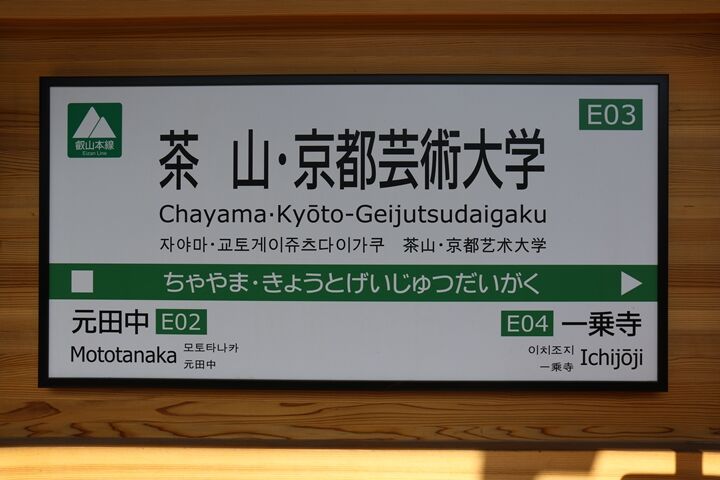 叡山本線
Eizan Line
E03
茶 山・京都芸術大学
Chayama·Kyōto-Geijutsudaigaku
자야마・교토게이쥬츠다이가쿠 茶山・京都艺术大学
ちゃやま・きょうとげいじゅつだいがく
元田中 E02
Mototanaka
모토타나카
元田中
E04 一乗寺
이치조지
一乘寺
Ichijōji